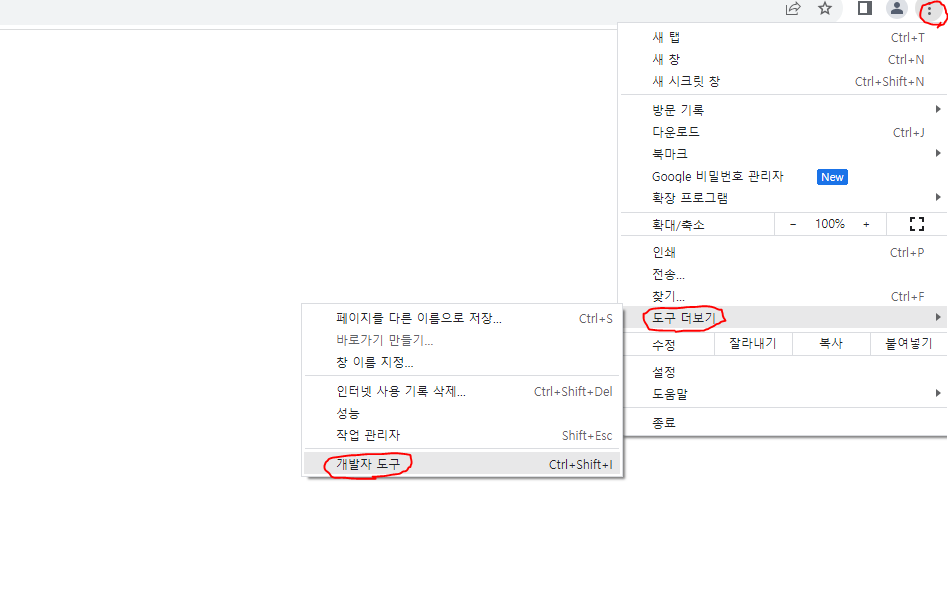 새 탭 Ctrl+T
새 창 Ctrl+N
새 시크릿 창 Ctrl+Shift+N
방문 기록
다운로드 Ctrl+J
북마크
Google 비밀번호 관리자 New
확장 프로그램
확대/축소 − 100% +
인쇄 Ctrl+P
전송...
찾기... Ctrl+F
도구 더보기
수정 잘라내기 복사 붙여넣기
설정
도움말
종료
페이지를 다른 이름으로 저장... Ctrl+S
바로가기 만들기...
창 이름 지정...
인터넷 사용 기록 삭제... Ctrl+Shift+Del
성능
작업 관리자 Shift+Esc
개발자 도구 Ctrl+Shift+I